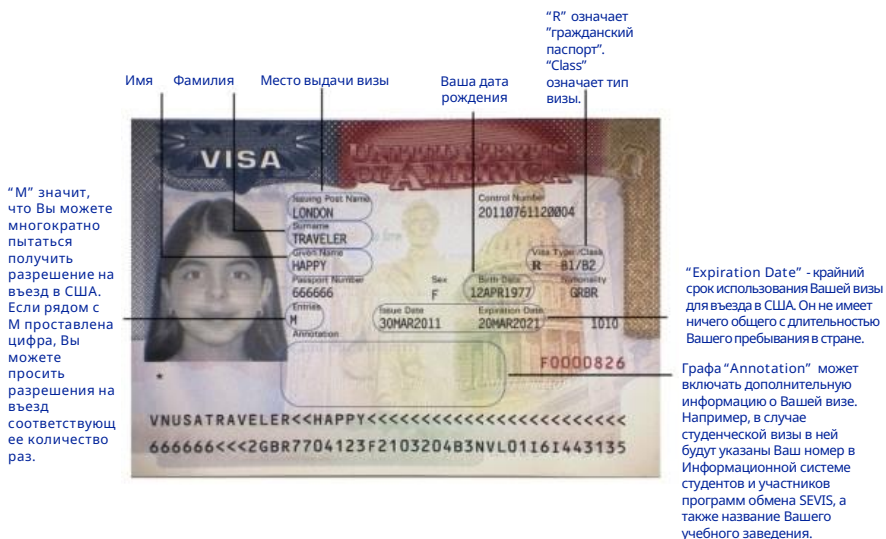 “R” означает
”гражданский
паспорт”.
“Class”
означает тип
визы.
Имя
Фамилия
Место выдачи визы
Ваша дата
рождения
“М” значит,
что Вы можете
многократно
пытаться
получить
разрешение на
въезд в США.
Если рядом с
М проставлена
цифра, Вы
можете
просить
разрешения на
въезд
соответствующ
ее количество
раз.
VISA
UNITED STATES
OF AMERICA
Issuing Post Name
LONDON
Control Number
20110761120004
Surname
TRAVELER
Given Name
HAPPY
Visa Type /Class
R B1/B2
Passport Number
666666
Sex
F
Birth Date
12APR1977
Nationality
GRBR
Entries
M
Issue Date
30MAR2011
Expiration Date
20MAR2021
1010
Annotation
F0000826
*
VNUSATRAVELER<<HAPPY<<<<<<<<<<<<<<<<<<<<<<<<
666666<<<2GBR7704123F2103204B3NVL01I6I443135
“Expiration Date” - крайний
срок использования Вашей визы
для въезда в США. Он не имеет
ничего общего с длительностью
Вашего пребывания в стране.
Графа “Annotation” может
включать дополнительную
информацию о Вашей визе.
Например, в случае
студенческой визы в ней
будут указаны Ваш номер в
Информационной системе
студентов и участников
программ обмена SEVIS, а
также название Вашего
учебного заведения.